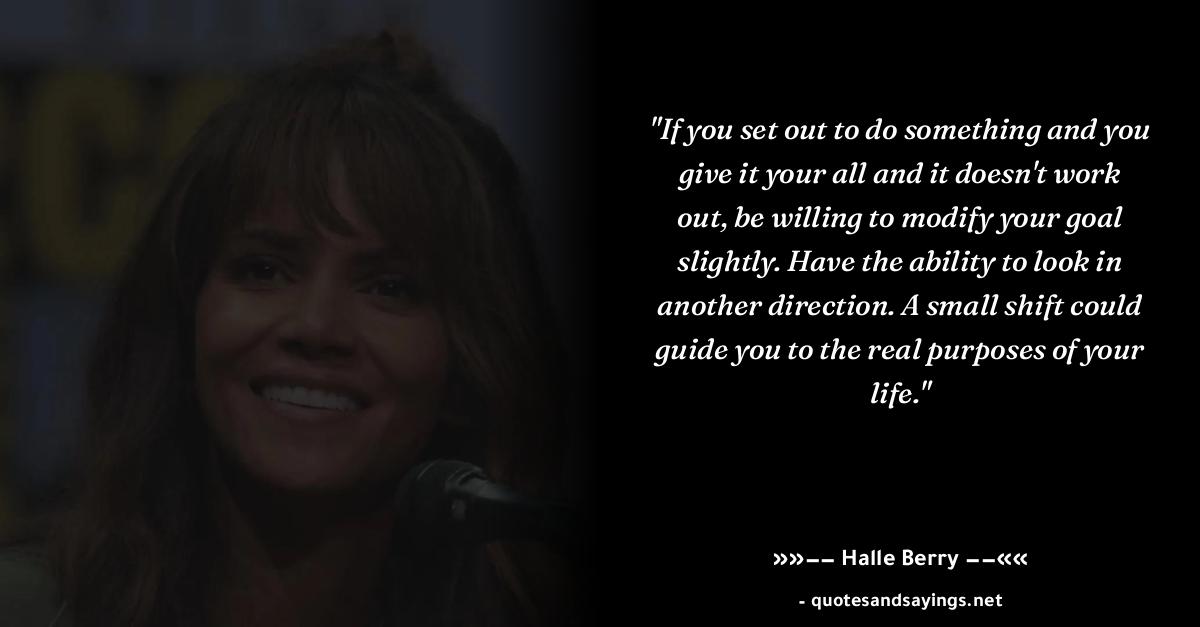 "If you set out to do something and you
give it your all and it doesn't work
out, be willing to modify your goal
slightly. Have the ability to look in
another direction. A small shift could
guide you to the real purposes of your
life."
»»–– Halle Berry ––««
- quotesandsayings.net